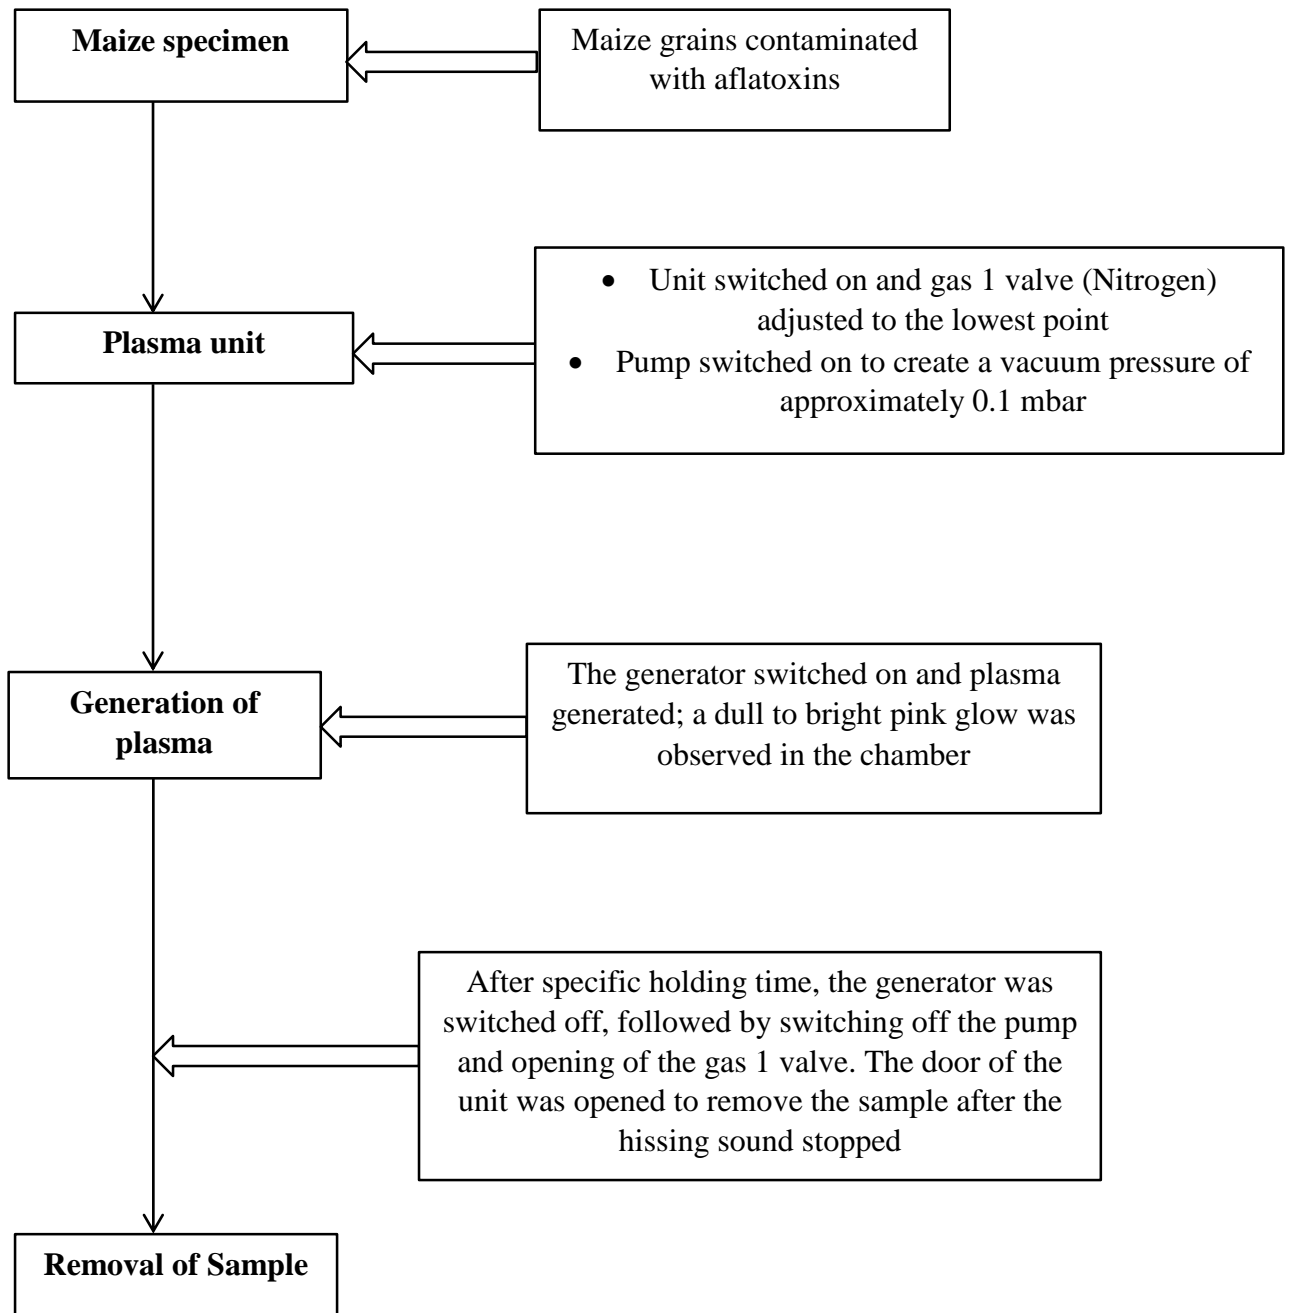 Maize specimen
Maize grains contaminated
with aflatoxins
Plasma unit
• Unit switched on and gas 1 valve (Nitrogen)
adjusted to the lowest point
• Pump switched on to create a vacuum pressure of
approximately 0.1 mbar
Generation of
plasma
The generator switched on and plasma
generated; a dull to bright pink glow was
observed in the chamber
After specific holding time, the generator was
switched off, followed by switching off the pump
and opening of the gas 1 valve. The door of the
unit was opened to remove the sample after the
hissing sound stopped
Removal of Sample